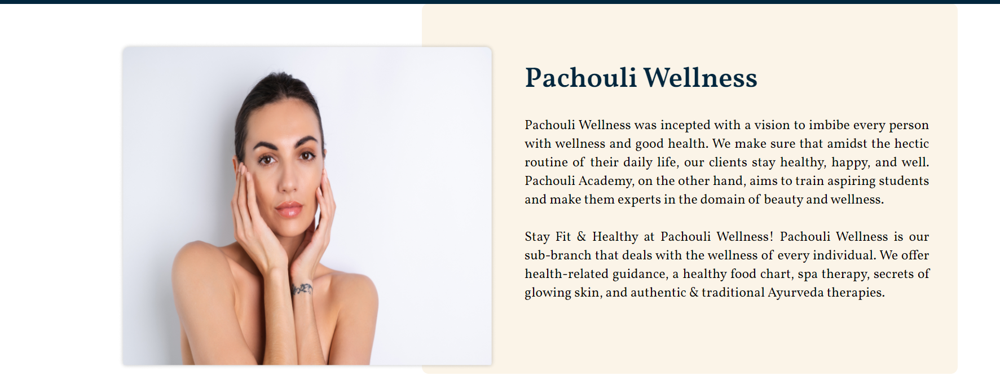 Pachouli Wellness
Pachouli Wellness was incepted with a vision to imbibe every person
with wellness and good health. We make sure that amidst the hectic
routine of their daily life, our clients stay healthy, happy, and well.
Pachouli Academy, on the other hand, aims to train aspiring students
and make them experts in the domain of beauty and wellness.
Stay Fit & Healthy at Pachouli Wellness! Pachouli Wellness is our
sub-branch that deals with the wellness of every individual. We offer
health-related guidance, a healthy food chart, spa therapy, secrets of
glowing skin, and authentic & traditional Ayurveda therapies.